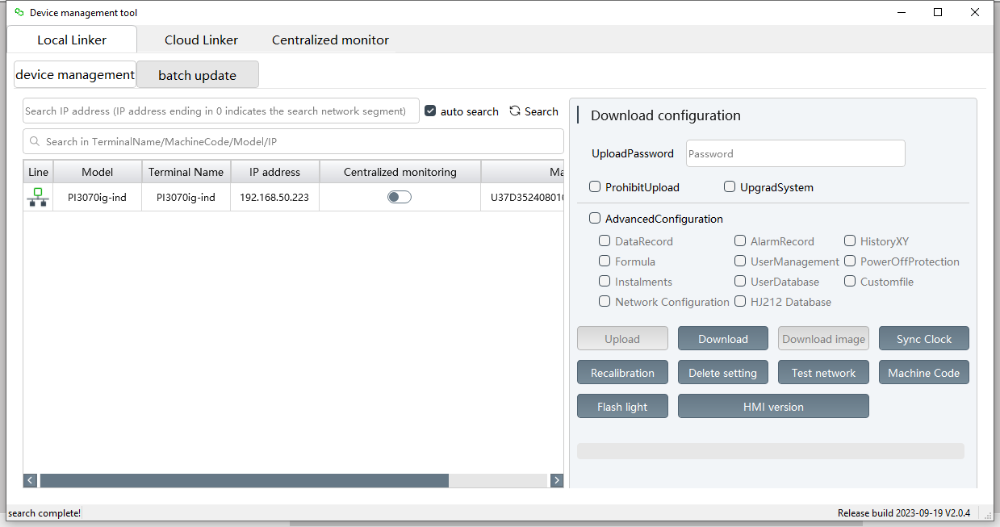 Device management tool
Local Linker Cloud Linker Centralized monitor
device management batch update
Search IP address (IP address ending in 0 indicates the search network segment) auto search Search
Search in TerminalName/MachineCode/Model/IP
Line Model Terminal Name IP address Centralized monitoring Ma
PI3070ig-ind PI3070ig-ind 192.168.50.223 U37D352408010
Download configuration
UploadPassword Password
ProhibitUpload UpgradSystem
AdvancedConfiguration
DataRecord AlarmRecord HistoryXY
Formula UserManagement PowerOffProtection
Instalments UserDatabase Customfile
Network Configuration HJ212 Database
Upload Download Download image Sync Clock
Recalibration Delete setting Test network Machine Code
Flash light HMI version
search complete! Release build 2023-09-19 V2.0.4